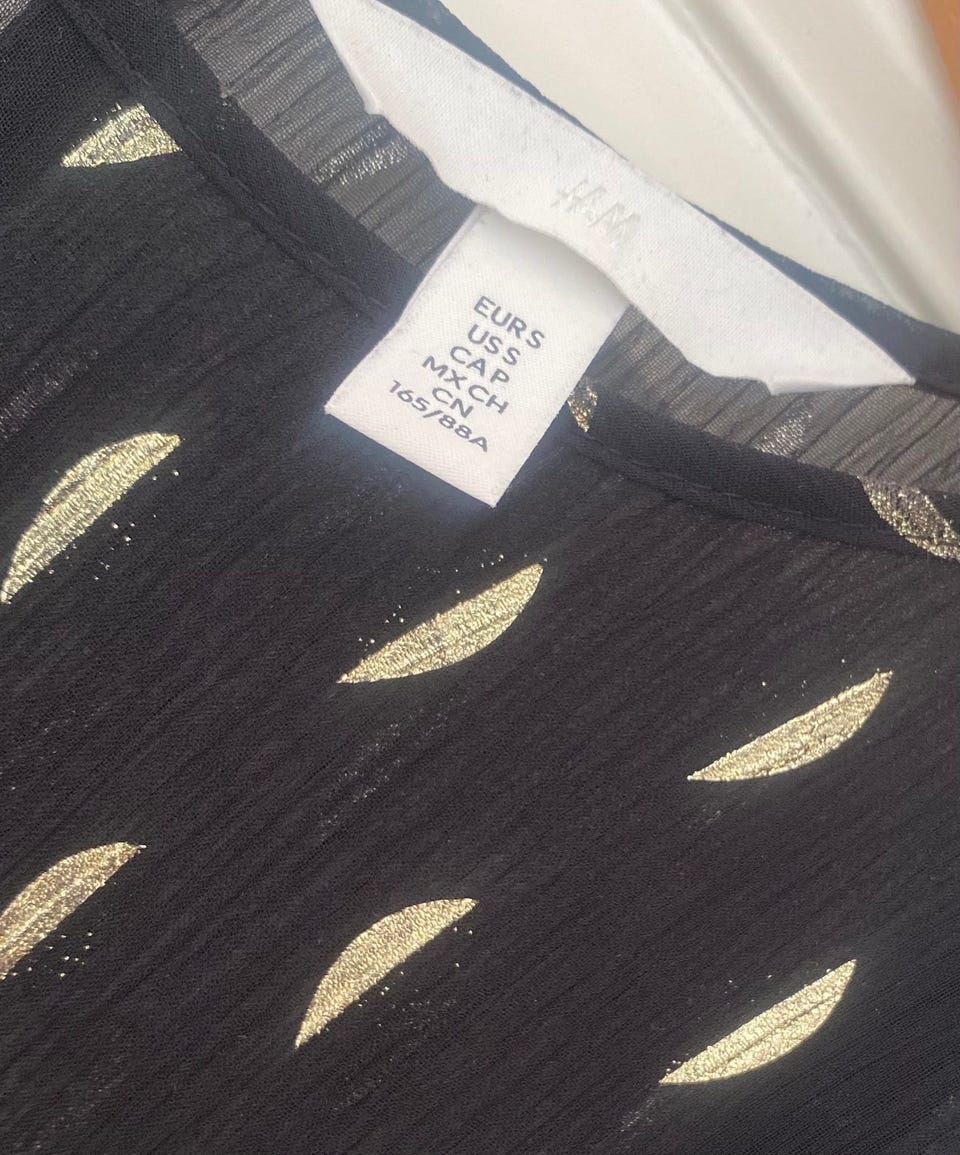 H&M
EUR S
US S
CA P
MX CH
CN
165/88A